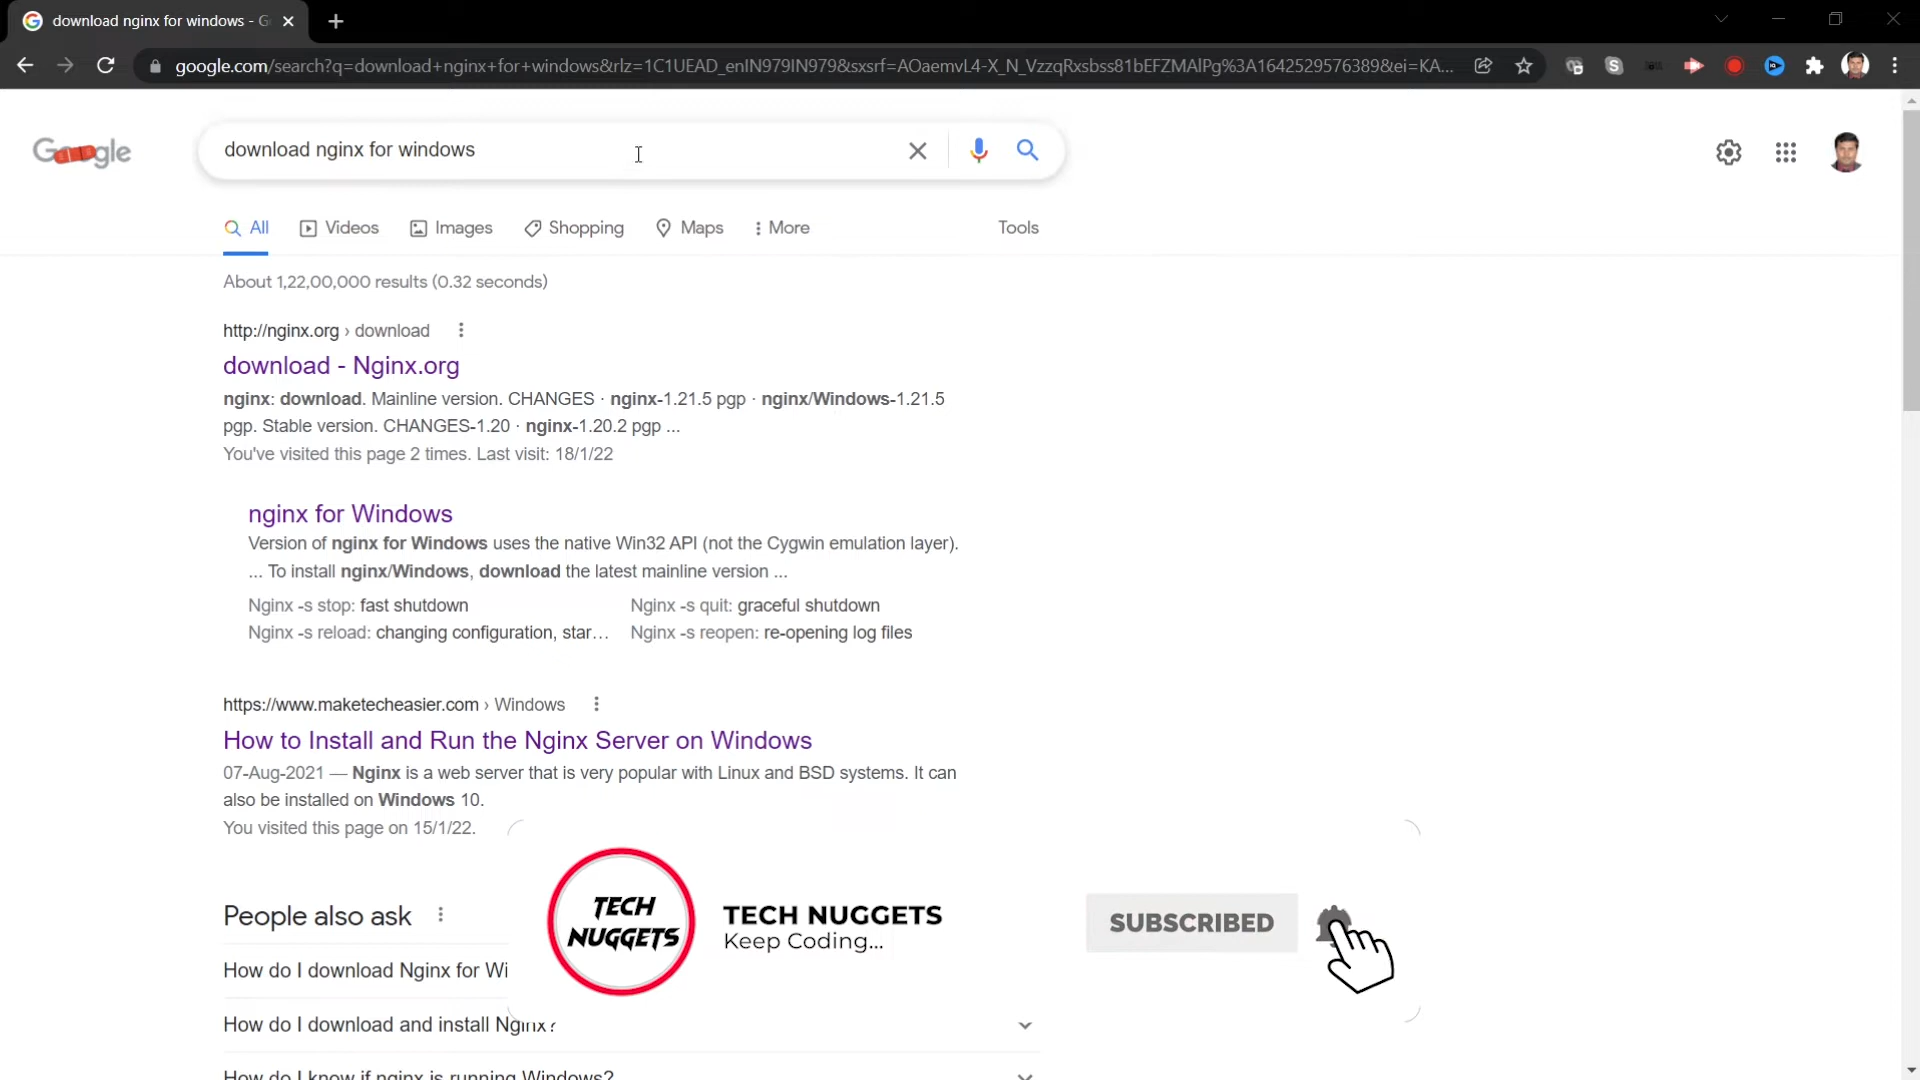 download nginx for windows - G
google.com/search?q=download+nginx+for+windows&rlz=1C1UEAD_enIN979IN979&sxsrf=AOaemvL4-X_N_VzzqRxsbss81bEFZMAlPg%3A1642529576389&ei=KA...
Google
download nginx for windows
All
Videos
Images
Shopping
Maps
More
Tools
About 1,22,00,000 results (0.32 seconds)
http://nginx.org › download
download - Nginx.org
nginx: download. Mainline version. CHANGES · nginx-1.21.5 pgp · nginx/Windows-1.21.5
pgp. Stable version. CHANGES-1.20 · nginx-1.20.2 pgp ...
You've visited this page 2 times. Last visit: 18/1/22
nginx for Windows
Version of nginx for Windows uses the native Win32 API (not the Cygwin emulation layer).
... To install nginx/Windows, download the latest mainline version ...
Nginx -s stop: fast shutdown
Nginx -s quit: graceful shutdown
Nginx -s reload: changing configuration, star...
Nginx -s reopen: re-opening log files
https://www.maketecheasier.com › Windows
How to Install and Run the Nginx Server on Windows
07-Aug-2021 — Nginx is a web server that is very popular with Linux and BSD systems. It can
also be installed on Windows 10.
You visited this page on 15/1/22.
People also ask
How do I download Nginx for Wi
How do I download and install Nginx?
How do I know if nginx is running Windows?
TECH
NUGGETS
TECH NUGGETS
Keep Coding...
SUBSCRIBED